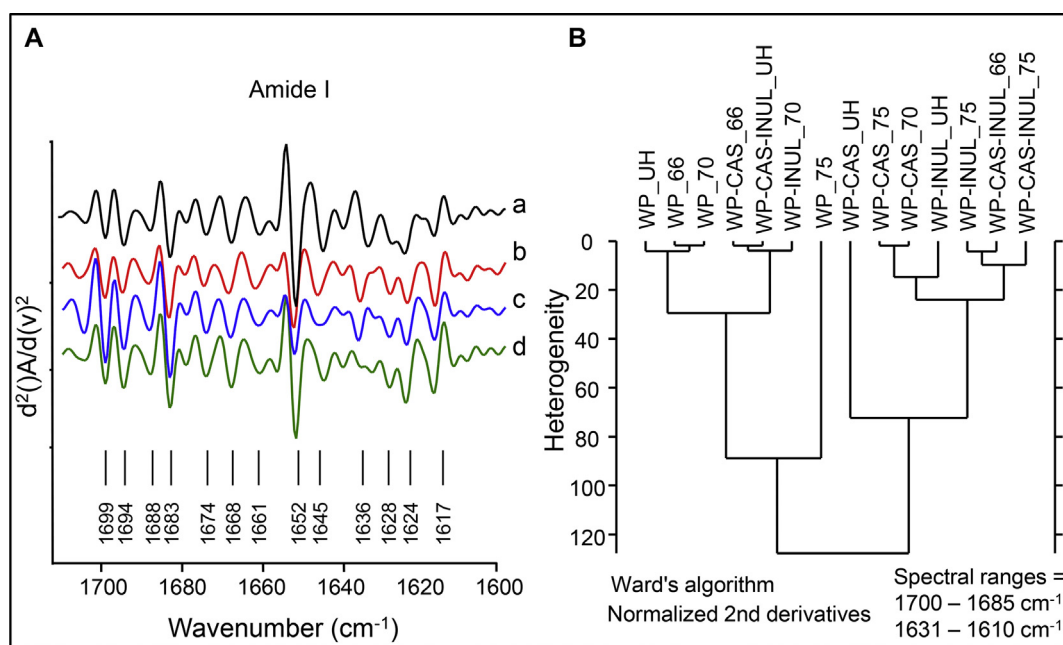 A
Amide I
a
b
c
d
d²()A/d(v)²
1699
1694
1688
1683
1674
1668
1661
1652
1645
1636
1628
1624
1617
1700
1680
1660
1640
1620
1600
Wavenumber (cm⁻¹)
B
WP_UH
WP_66
WP_70
WP-CAS_66
WP-CAS-INUL_UH
WP-INUL_70
WP_75
WP-CAS_UH
WP-CAS_75
WP-CAS_70
WP-INUL_UH
WP-INUL_75
WP-CAS-INUL_66
WP-CAS-INUL_75
Heterogeneity
0
20
40
60
80
100
120
Ward's algorithm
Normalized 2nd derivatives
Spectral ranges =
1700 – 1685 cm⁻¹
1631 – 1610 cm⁻¹